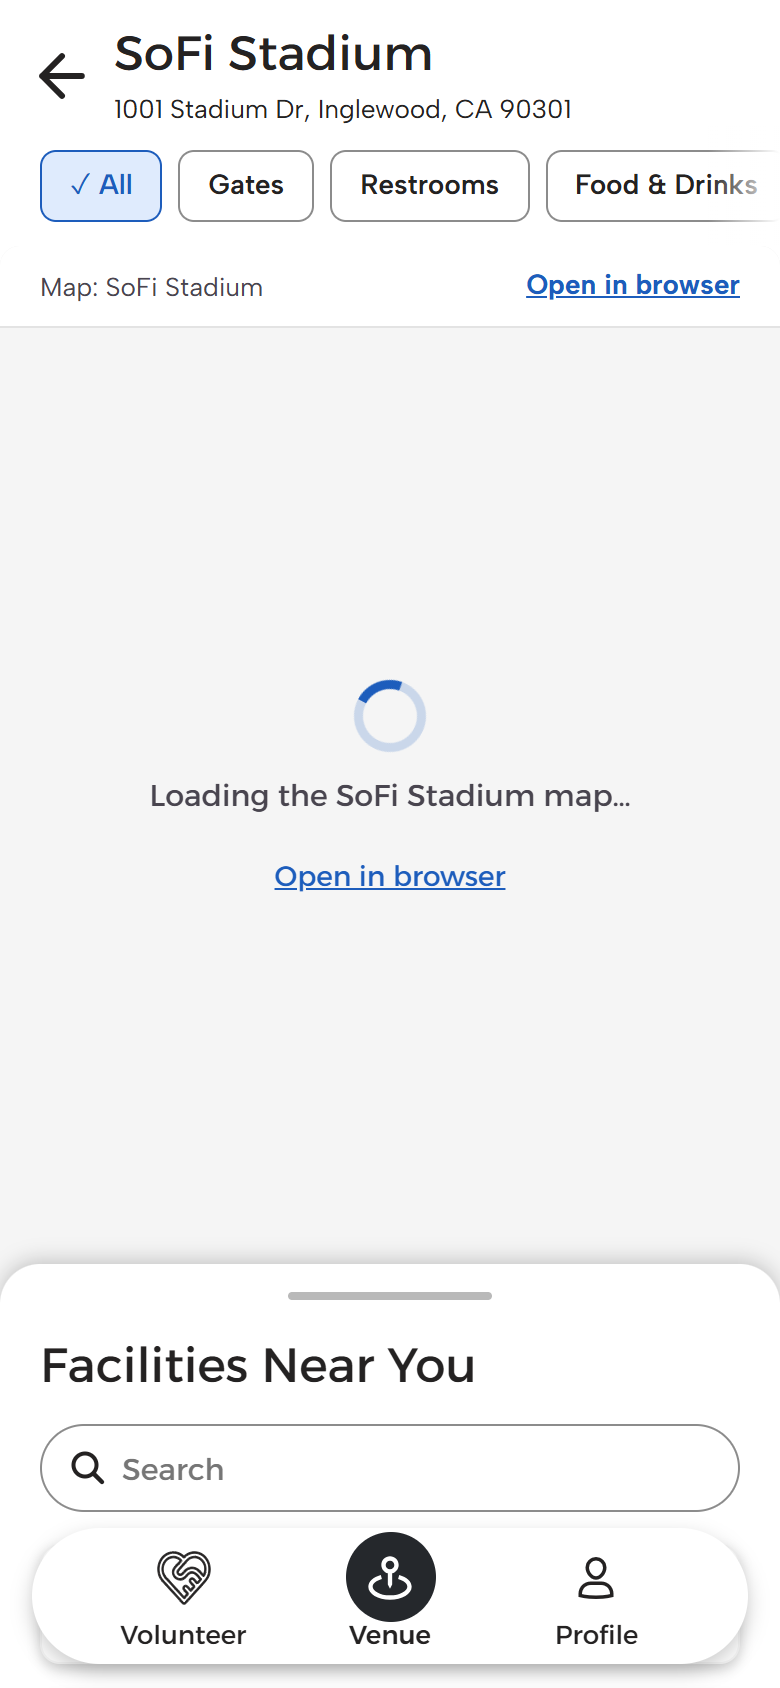 SoFi Stadium
1001 Stadium Dr, Inglewood, CA 90301
✓ All
Gates
Restrooms
Food & Drinks
Map: SoFi Stadium
Open in browser
Loading the SoFi Stadium map...
Open in browser
Facilities Near You
Search
Volunteer
Venue
Profile